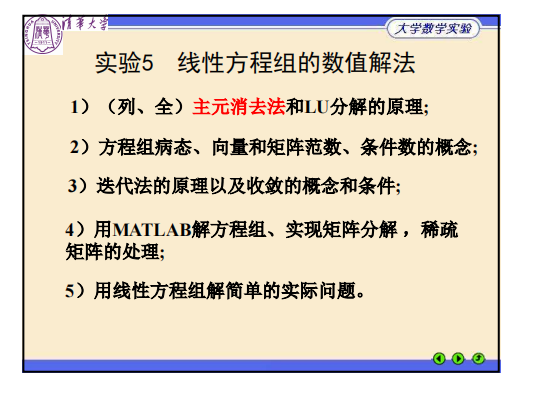 清华大学
大学数学实验
实验5 线性方程组的数值解法
1）（列、全）主元消去法和LU分解的原理;
2）方程组病态、向量和矩阵范数、条件数的概念;
3）迭代法的原理以及收敛的概念和条件;
4）用MATLAB解方程组、实现矩阵分解，稀疏
矩阵的处理;
5）用线性方程组解简单的实际问题。